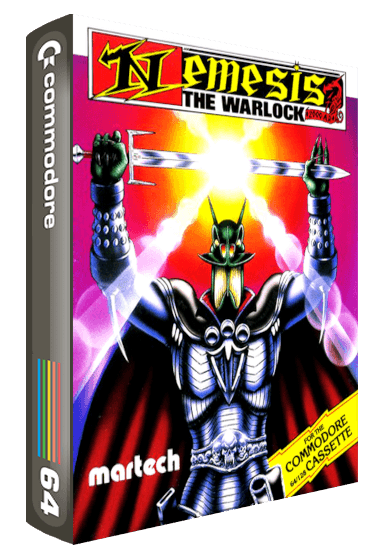 commodore
64
Nemesis
THE WARLOCK
martech
FOR THE
COMMODORE
64/128 CASSETTE